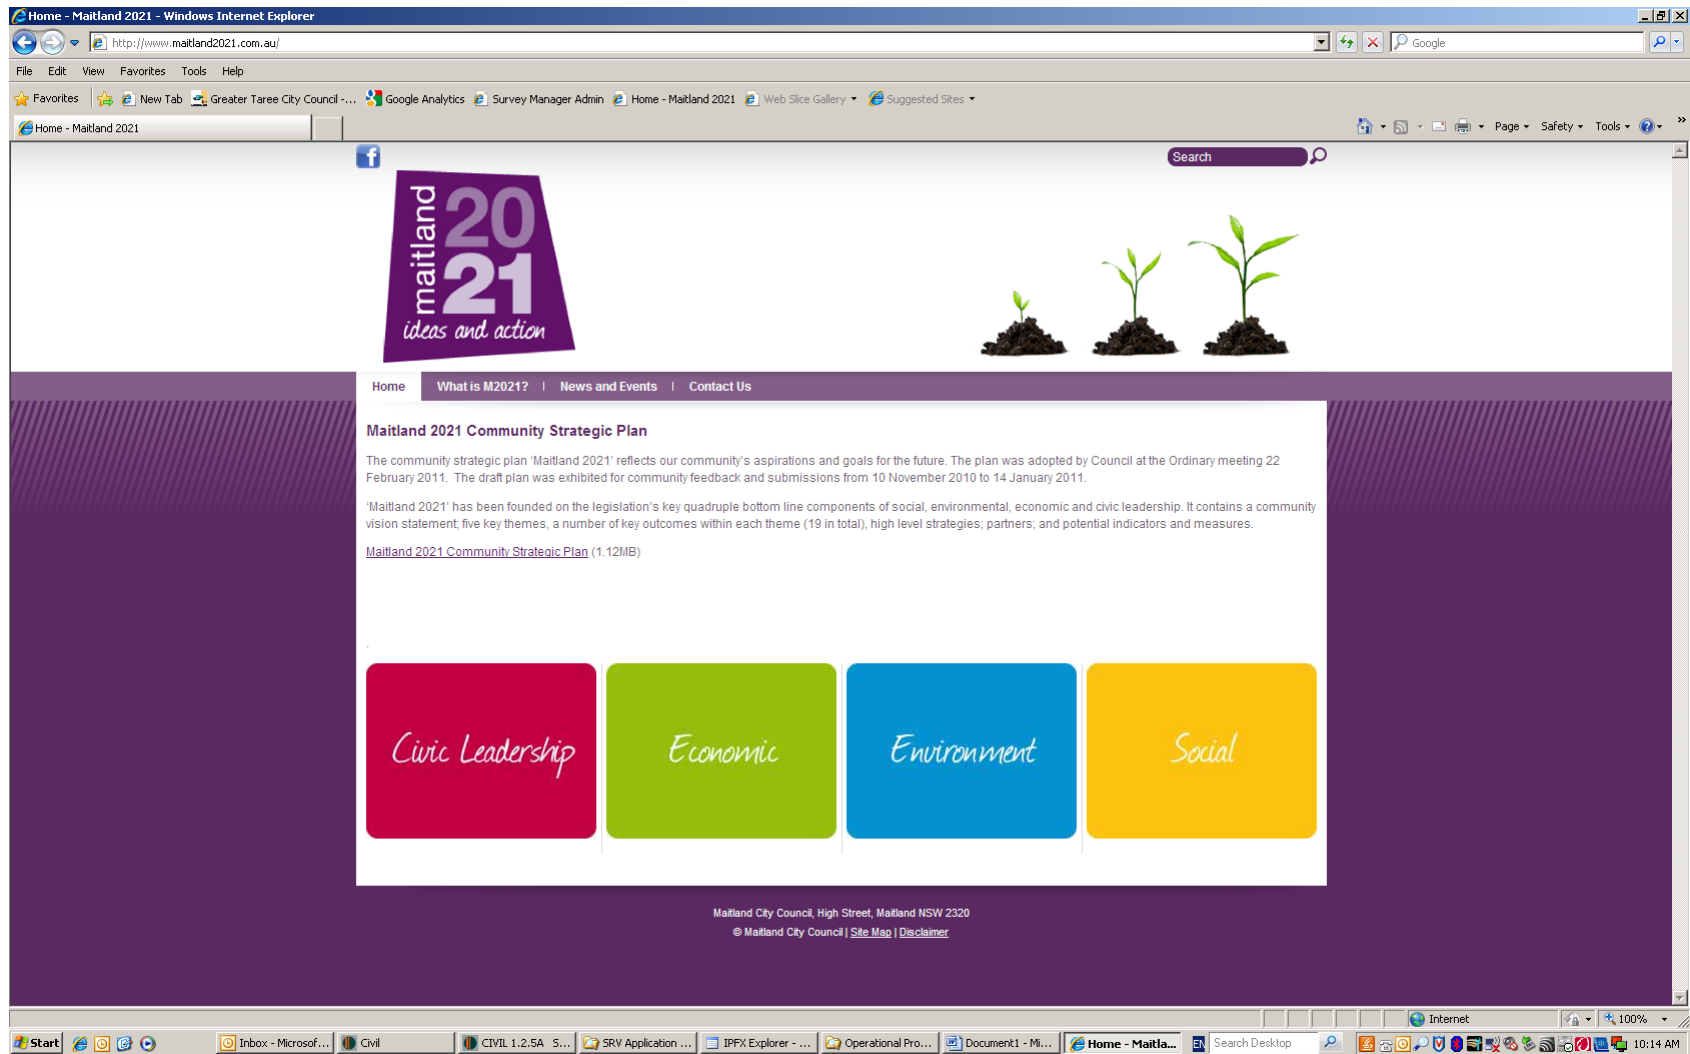 Home - Maitland 2021 - Windows Internet Explorer
http://www.maitland2021.com.au/
Google
File Edit View Favorites Tools Help
Favorites New Tab Greater Taree City Council -... Google Analytics Survey Manager Admin Home - Maitland 2021 Web Slice Gallery Suggested Sites
Home - Maitland 2021
Page Safety Tools »
f
Search
maitland
20
21
ideas and action
Home What is M2021? | News and Events | Contact Us
Maitland 2021 Community Strategic Plan
The community strategic plan ‘Maitland 2021’ reflects our community’s aspirations and goals for the future. The plan was adopted by Council at the Ordinary meeting 22
February 2011. The draft plan was exhibited for community feedback and submissions from 10 November 2010 to 14 January 2011.
‘Maitland 2021’ has been founded on the legislation’s key quadruple bottom line components of social, environmental, economic and civic leadership. It contains a community
vision statement; five key themes, a number of key outcomes within each theme (19 in total), high level strategies; partners; and potential indicators and measures.
Maitland 2021 Community Strategic Plan (1.12MB)
.
Civic Leadership Economic Environment Social
Maitland City Council, High Street, Maitland NSW 2320
© Maitland City Council | Site Map | Disclaimer
Internet 100%
Start Inbox - Microsof... Civil CIVIL 1.2.5A S... SRV Application ... IPFX Explorer - ... Operational Pro... Document1 - Mi... Home - Maitla... EN Search Desktop 10:14 AM